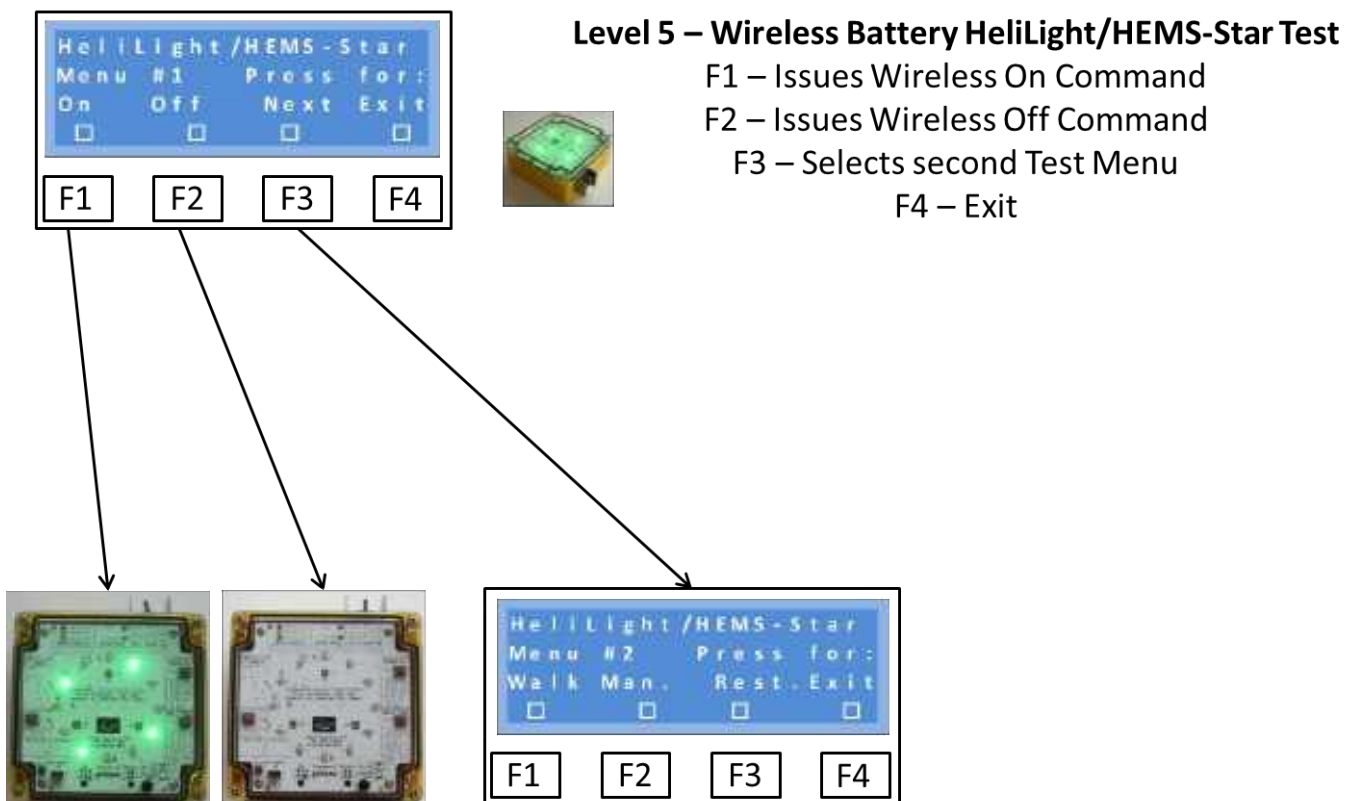 HeliLight/HEMS-Star
Menu #1 Press for:
On Off Next Exit
F1 F2 F3 F4
Level 5 – Wireless Battery HeliLight/HEMS-Star Test
F1 – Issues Wireless On Command
F2 – Issues Wireless Off Command
F3 – Selects second Test Menu
F4 – Exit
HeliLight/HEMS-Star
Menu #2 Press for:
Walk Man. Rest. Exit
F1 F2 F3 F4